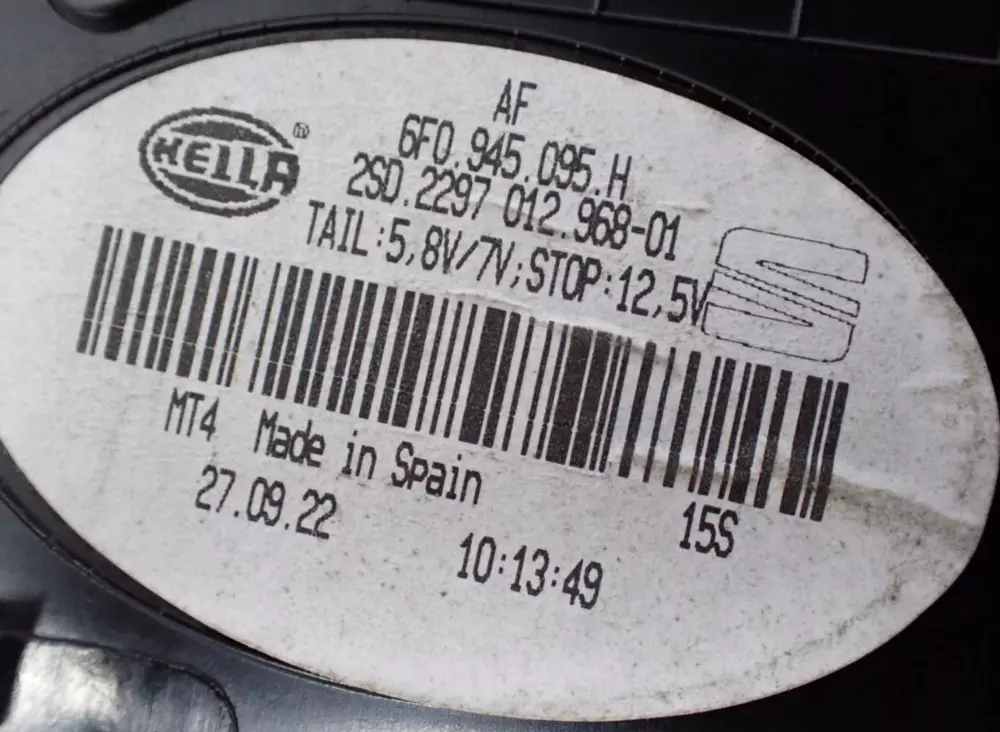 AF
HELLA ®
6F0.945.095.H
2SD.2297 012.968-01
TAIL:5,8V/7V;STOP:12,5V
MT4 Made in Spain
15S
27.09.22
10:13:49